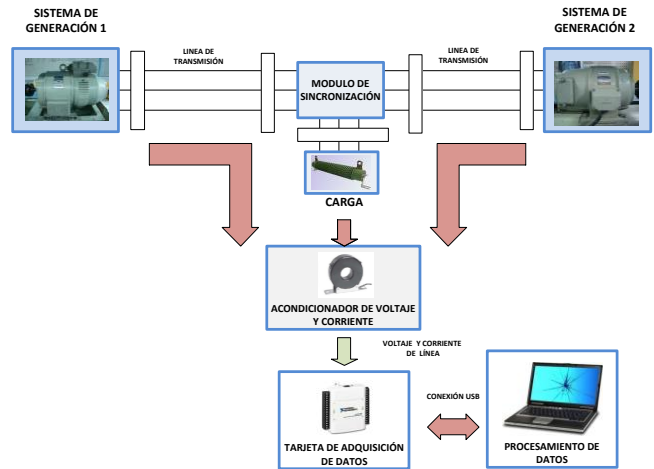 SISTEMA DE
GENERACIÓN 1
SISTEMA DE
GENERACIÓN 2
LINEA DE
TRANSMISIÓN
LINEA DE
TRANSMISIÓN
MODULO DE
SINCRONIZACIÓN
CARGA
ACONDICIONADOR DE VOLTAJE
Y CORRIENTE
VOLTAJE Y CORRIENTE
DE LÍNEA
CONEXIÓN USB
TARJETA DE ADQUISICIÓN
DE DATOS
PROCESAMIENTO DE
DATOS